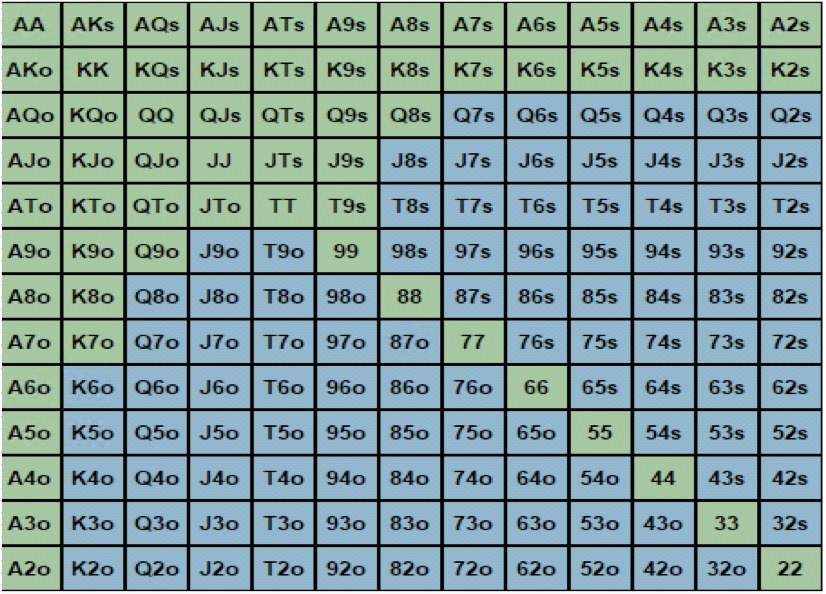 AA AKs AQs AJs ATs A9s A8s A7s A6s A5s A4s A3s A2s
AKo KK KQs KJs KTs K9s K8s K7s K6s K5s K4s K3s K2s
AQo KQo QQ QJs QTs Q9s Q8s Q7s Q6s Q5s Q4s Q3s Q2s
AJo KJo QJo JJ JTs J9s J8s J7s J6s J5s J4s J3s J2s
ATo KTo QTo JTo TT T9s T8s T7s T6s T5s T4s T3s T2s
A9o K9o Q9o J9o T9o 99 98s 97s 96s 95s 94s 93s 92s
A8o K8o Q8o J8o T8o 98o 88 87s 86s 85s 84s 83s 82s
A7o K7o Q7o J7o T7o 97o 87o 77 76s 75s 74s 73s 72s
A6o K6o Q6o J6o T6o 96o 86o 76o 66 65s 64s 63s 62s
A5o K5o Q5o J5o T5o 95o 85o 75o 65o 55 54s 53s 52s
A4o K4o Q4o J4o T4o 94o 84o 74o 64o 54o 44 43s 42s
A3o K3o Q3o J3o T3o 93o 83o 73o 63o 53o 43o 33 32s
A2o K2o Q2o J2o T2o 92o 82o 72o 62o 52o 42o 32o 22